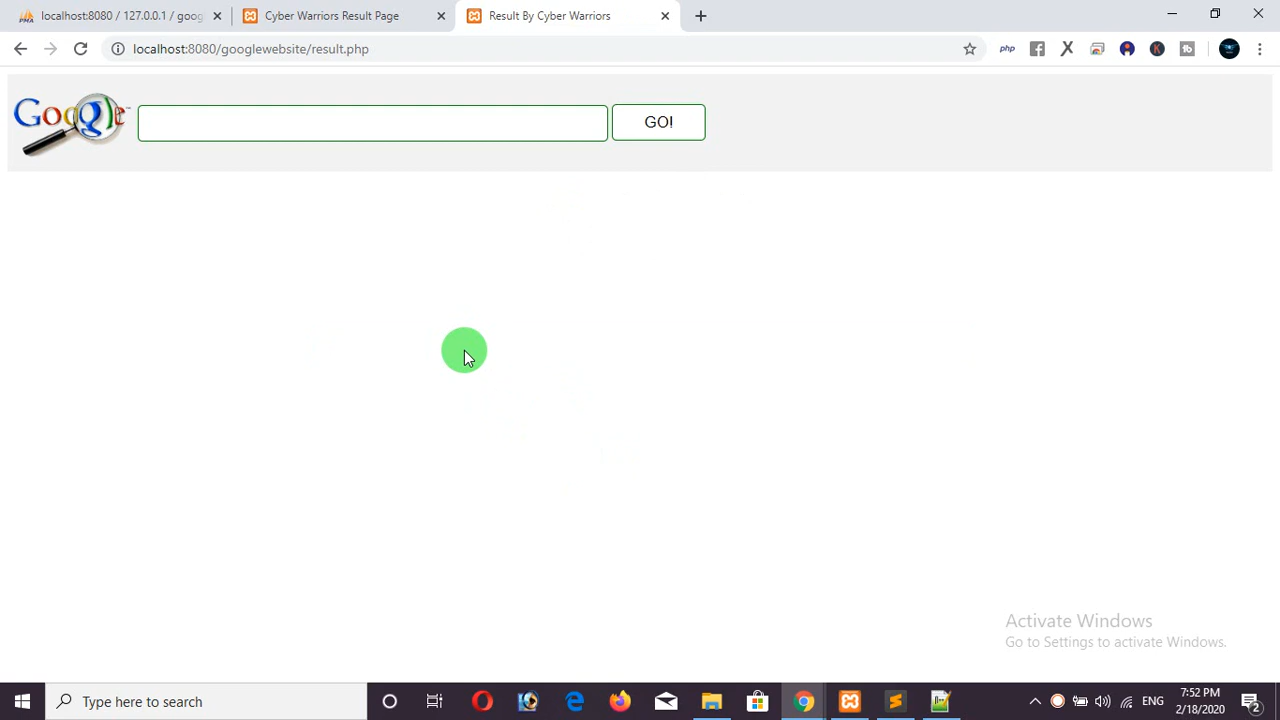 localhost:8080 / 127.0.0.1 / goog
Cyber Warriors Result Page
Result By Cyber Warriors
localhost:8080/googlewebsite/result.php
php
Google
GO!
Activate Windows
Go to Settings to activate Windows.
Type here to search
ENG
7:52 PM
2/18/2020
2